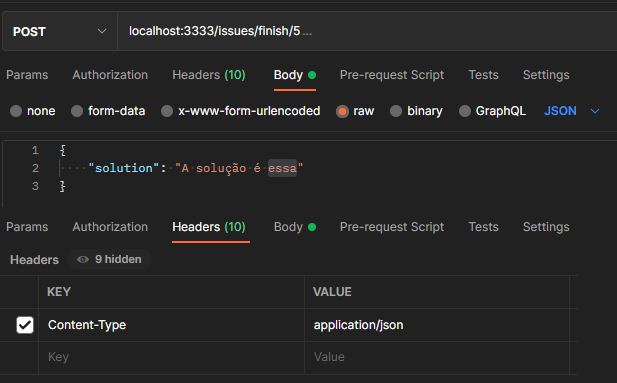 POST localhost:3333/issues/finish/5 ...
Params Authorization Headers (10) Body Pre-request Script Tests Settings
none form-data x-www-form-urlencoded raw binary GraphQL JSON
1 {
2 "solution": "A solução é essa"
3 }
Params Authorization Headers (10) Body Pre-request Script Tests Settings
Headers 9 hidden
KEY VALUE
Content-Type application/json
Key Value